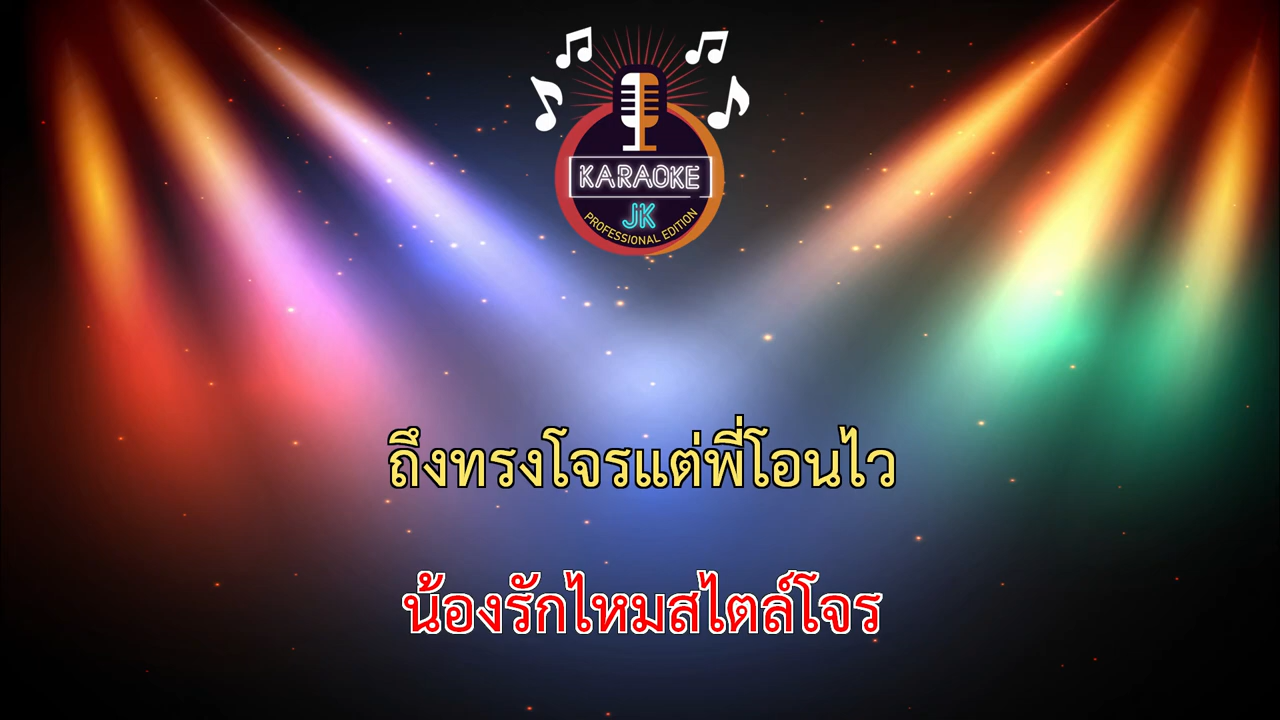 KARAOKE
JK
PROFESSIONAL EDITION
ถึงทรงโจรแต่พี่โอนไว
น้องรักไหมสไตล์โจร